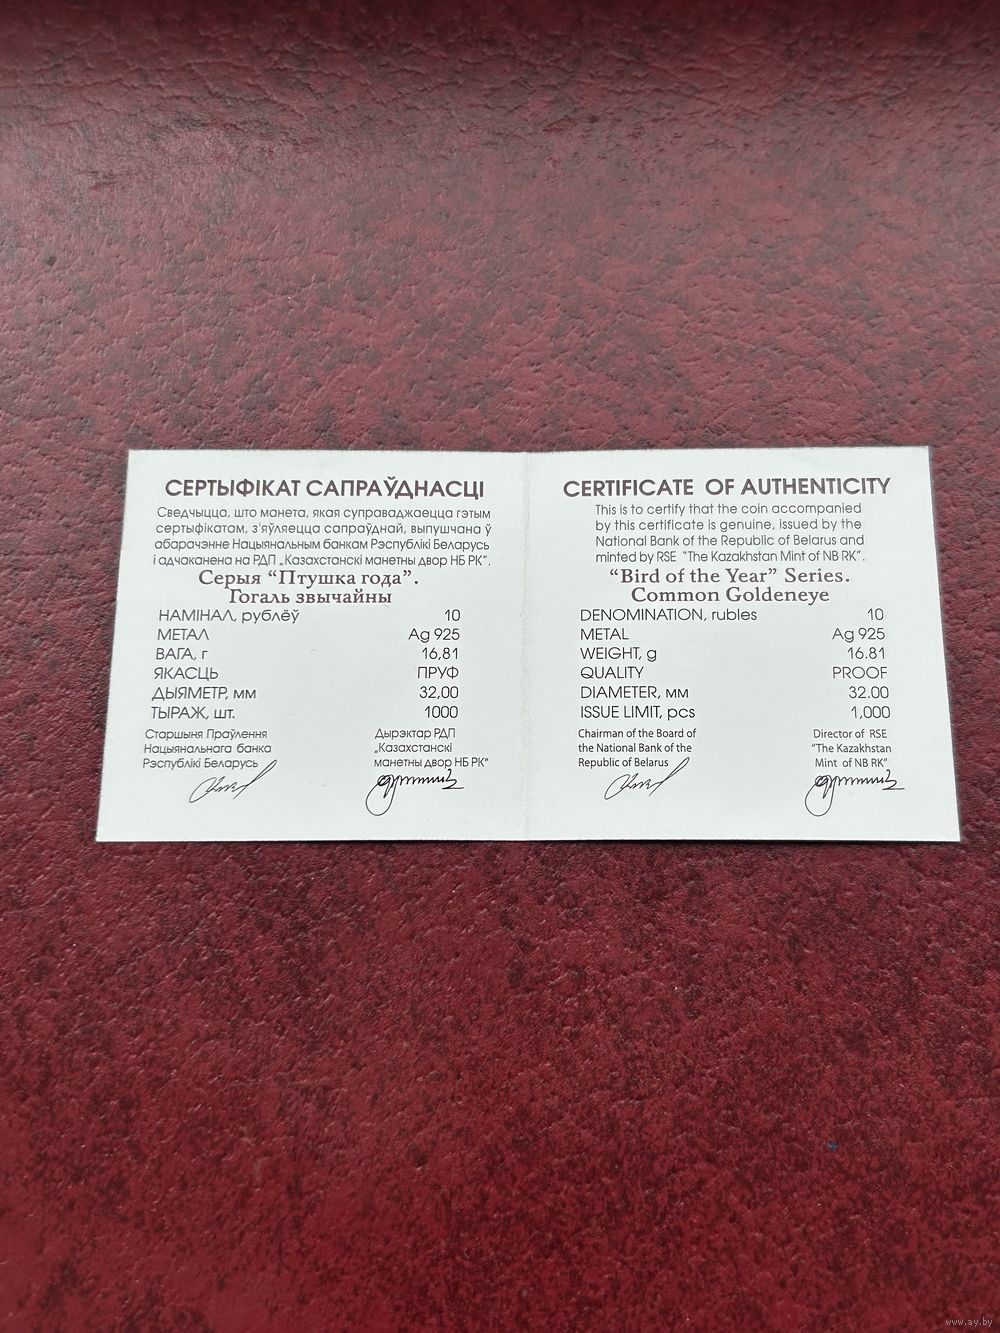 СЕРТЫФІКАТ САПРАЎДНАСЦІ
Сведчыцца, што манета, якая суправаджаецца гэтым
сертыфікатам, з'яўляецца сапраўднай, выпушчана ў
абарачэнне Нацыянальным банкам Рэспублікі Беларусь
і адчаканена на РДП „Казахстанскі манетны двор НБ РК".
Серыя "Птушка года".
Гогаль звычайны
НАМІНАЛ, рублёў 10
МЕТАЛ Ag 925
ВАГА, г 16,81
ЯКАСЦЬ ПРУФ
ДЫЯМЕТР, мм 32,00
ТЫРАЖ, шт. 1000
Старшыня Праўлення
Нацыянальнага банка
Рэспублікі Беларусь
Дырэктар РДП
„Казахстанскі
манетны двор НБ РК"
CERTIFICATE OF AUTHENTICITY
This is to certify that the coin accompanied
by this certificate is genuine, issued by the
National Bank of the Republic of Belarus and
minted by RSE "The Kazakhstan Mint of NB RK".
"Bird of the Year" Series.
Common Goldeneye
DENOMINATION, rubles 10
METAL Ag 925
WEIGHT, g 16.81
QUALITY PROOF
DIAMETER, мм 32.00
ISSUE LIMIT, pcs 1,000
Chairman of the Board of
the National Bank of the
Republic of Belarus
Director of RSE
"The Kazakhstan
Mint of NB RK"
www.ay.by